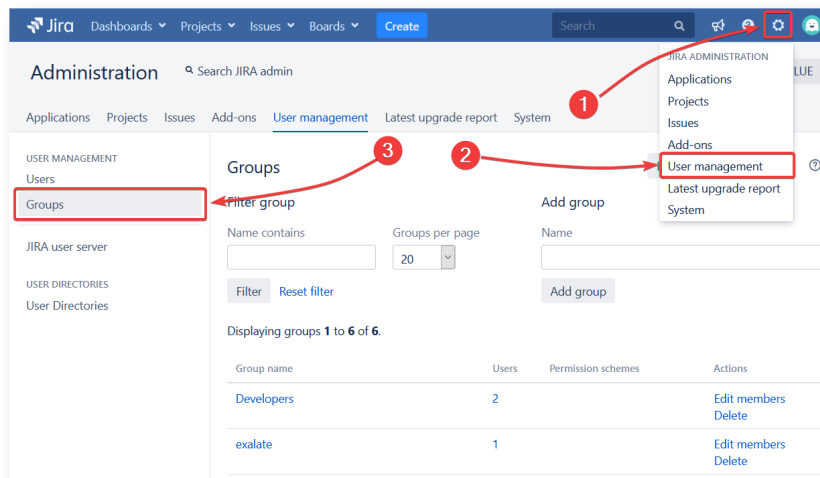 Jira Dashboards Projects Issues Boards Create Search
JIRA ADMINISTRATION
Applications
Projects
Issues
Add-ons
User management
Latest upgrade report
System
1
2
3
Administration Search JIRA admin
LUE
Applications Projects Issues Add-ons User management Latest upgrade report System
USER MANAGEMENT
Users
Groups
JIRA user server
USER DIRECTORIES
User Directories
Groups
Filter group
Name contains Groups per page
20
Filter Reset filter
Add group
Name
Add group
Displaying groups 1 to 6 of 6.
Group name Users Permission schemes Actions
Developers 2 Edit members
Delete
exalate 1 Edit members
Delete